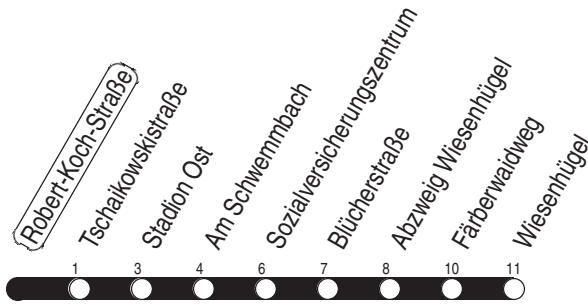 Robert-Koch-Straße
Tschaikowskistraße
Stadion Ost
Am Schwemmbach
Sozialversicherungszentrum
Blücherstraße
Abzweig Wiesenhügel
Färberwaidweg
Wiesenhügel
1 3 4 6 7 8 10 11